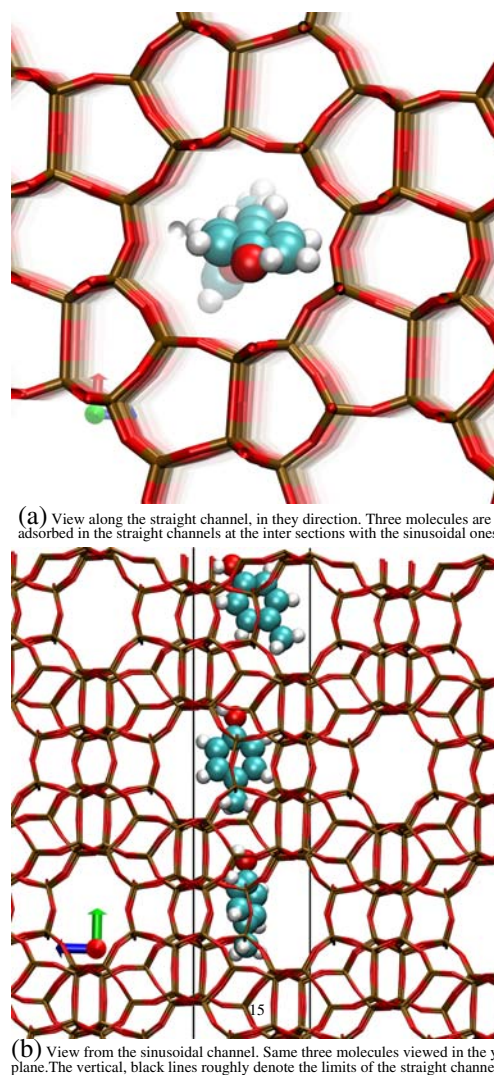 (a) View along the straight channel, in they direction. Three molecules are
adsorbed in the straight channels at the inter sections with the sinusoidal ones
15
(b) View from the sinusoidal channel. Same three molecules viewed in the y
plane.The vertical, black lines roughly denote the limits of the straight channe